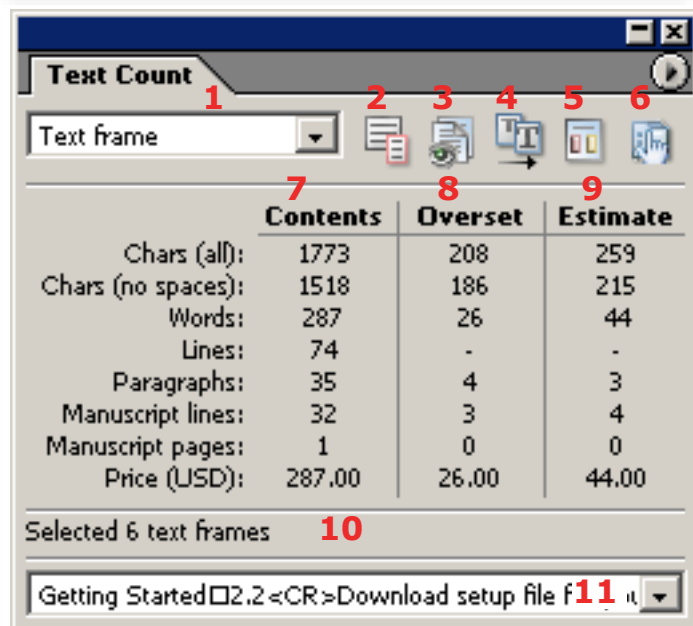 Text Count
1 2 3 4 5 6
Text frame
7 8 9
Contents Overset Estimate
Chars (all): 1773 208 259
Chars (no spaces): 1518 186 215
Words: 287 26 44
Lines: 74 - -
Paragraphs: 35 4 3
Manuscript lines: 32 3 4
Manuscript pages: 1 0 0
Price (USD): 287.00 26.00 44.00
Selected 6 text frames 10
Getting Started□2.2<CR>Download setup file 11